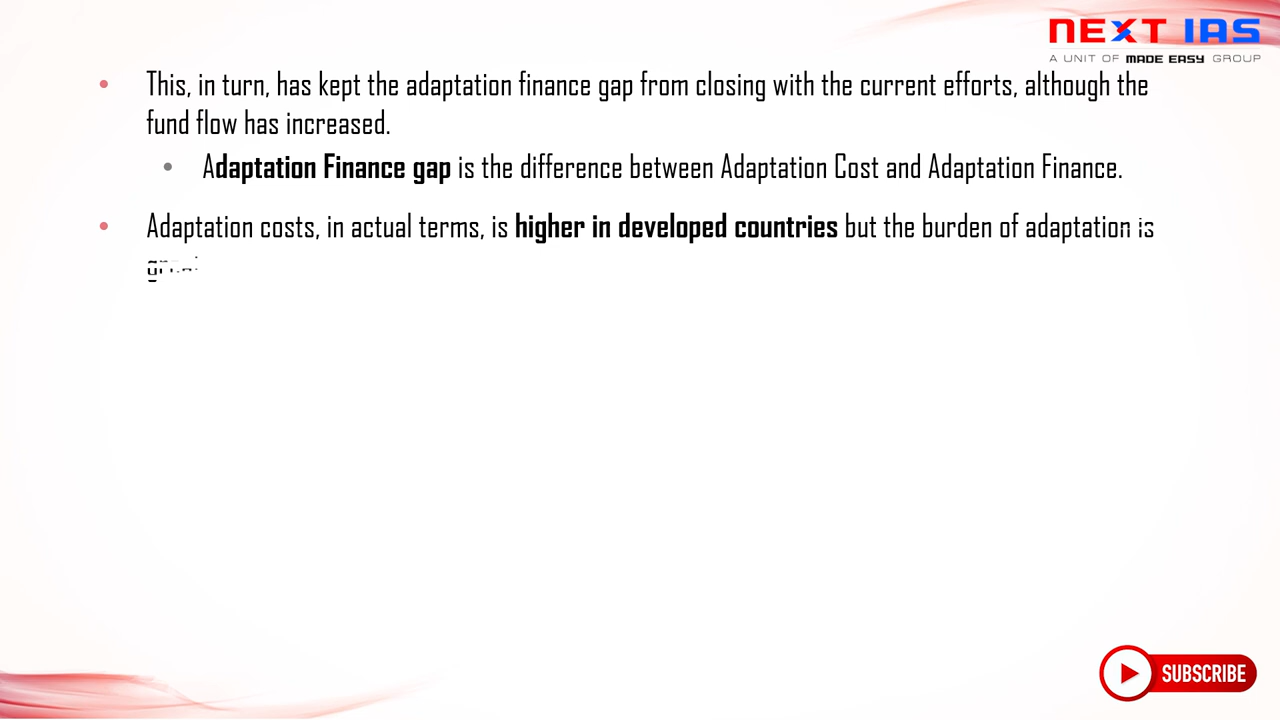 NEXT IAS
A UNIT OF MADE EASY GROUP
• This, in turn, has kept the adaptation finance gap from closing with the current efforts, although the
fund flow has increased.
• Adaptation Finance gap is the difference between Adaptation Cost and Adaptation Finance.
• Adaptation costs, in actual terms, is higher in developed countries but the burden of adaptation is
SUBSCRIBE